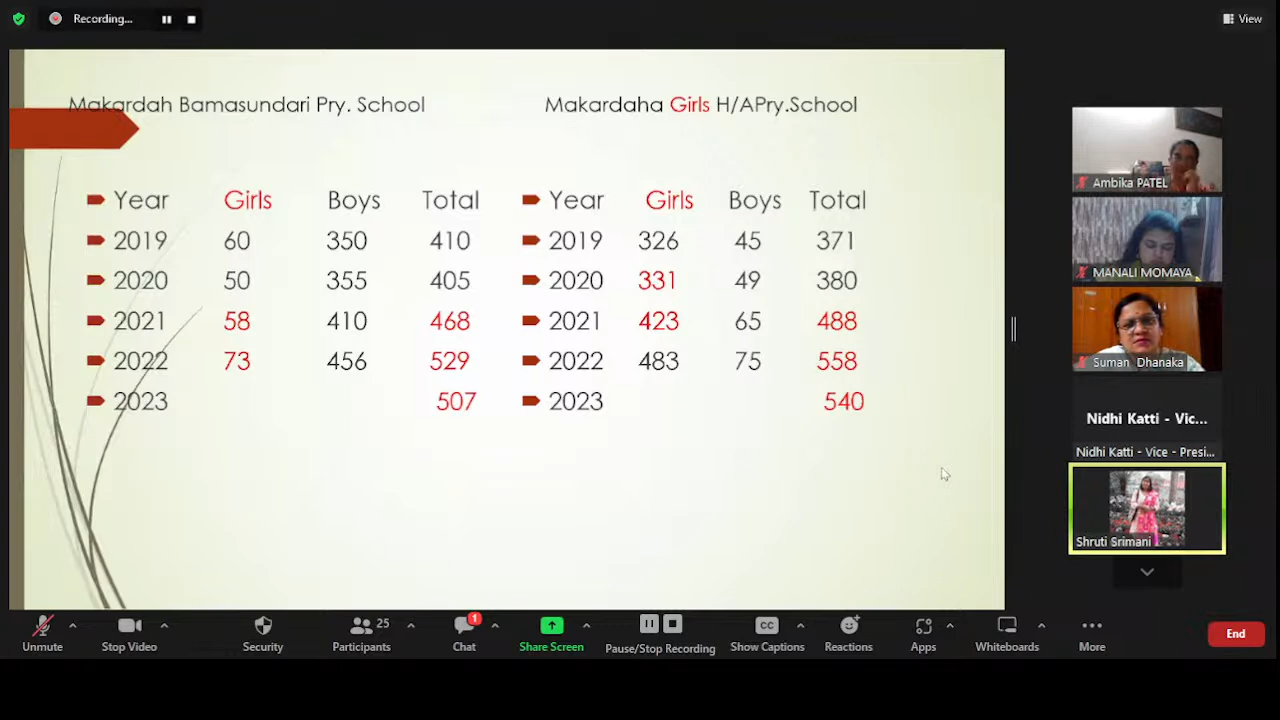 Recording...
View
Makardah Bamasundari Pry. School
Makardaha Girls H/APry.School
Year Girls Boys Total
2019 60 350 410
2020 50 355 405
2021 58 410 468
2022 73 456 529
2023 507
Year Girls Boys Total
2019 326 45 371
2020 331 49 380
2021 423 65 488
2022 483 75 558
2023 540
Ambika PATEL
MANALI MOMAYA
Suman Dhanaka
Nidhi Katti - Vic...
Nidhi Katti - Vice - Presi...
Shruti Srimani
Unmute
Stop Video
Security
25
Participants
1
Chat
Share Screen
Pause/Stop Recording
CC
Show Captions
Reactions
Apps
Whiteboards
More
End